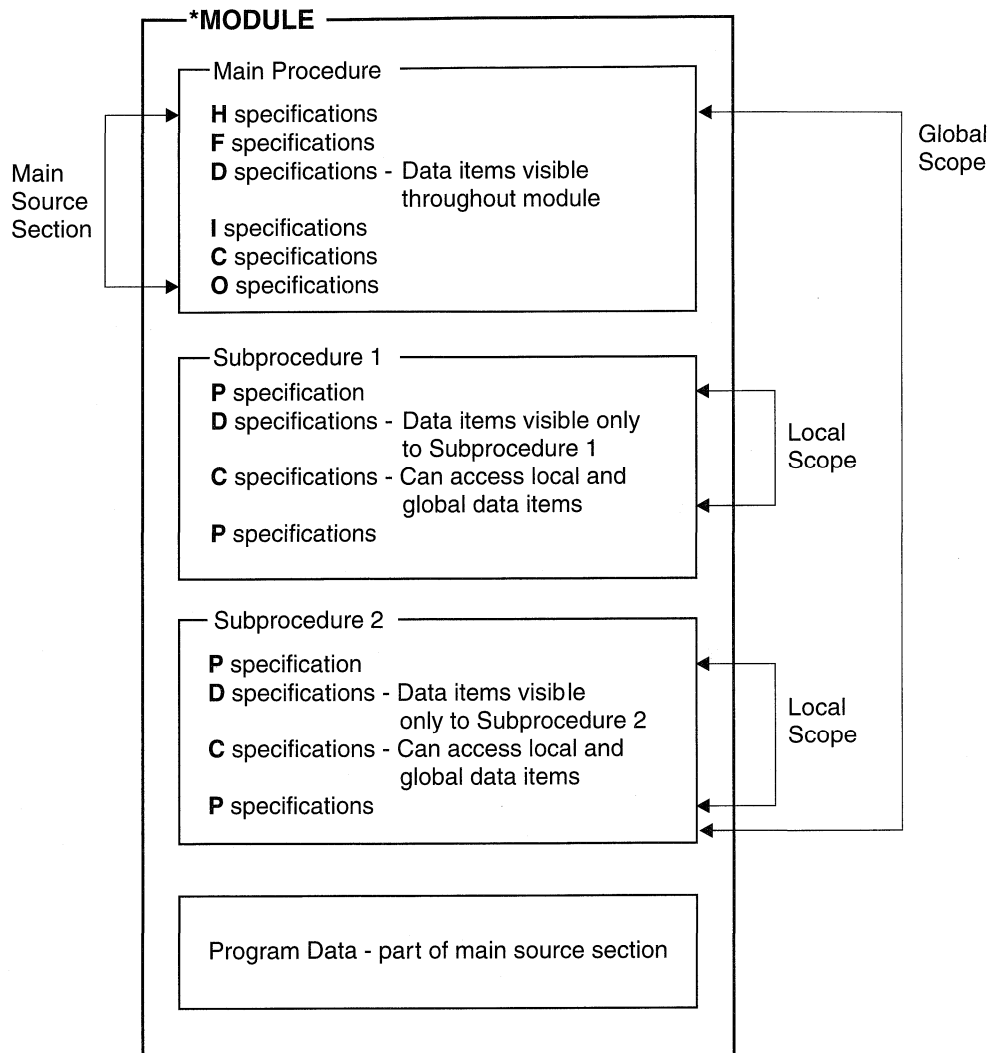 *MODULE
Main Procedure
H specifications
F specifications
D specifications - Data items visible
throughout module
I specifications
C specifications
O specifications
Main
Source
Section
Global
Scope
Subprocedure 1
P specification
D specifications - Data items visible only
to Subprocedure 1
C specifications - Can access local and
global data items
P specifications
Local
Scope
Subprocedure 2
P specification
D specifications - Data items visible
only to Subprocedure 2
C specifications - Can access local and
global data items
P specifications
Local
Scope
Program Data - part of main source section